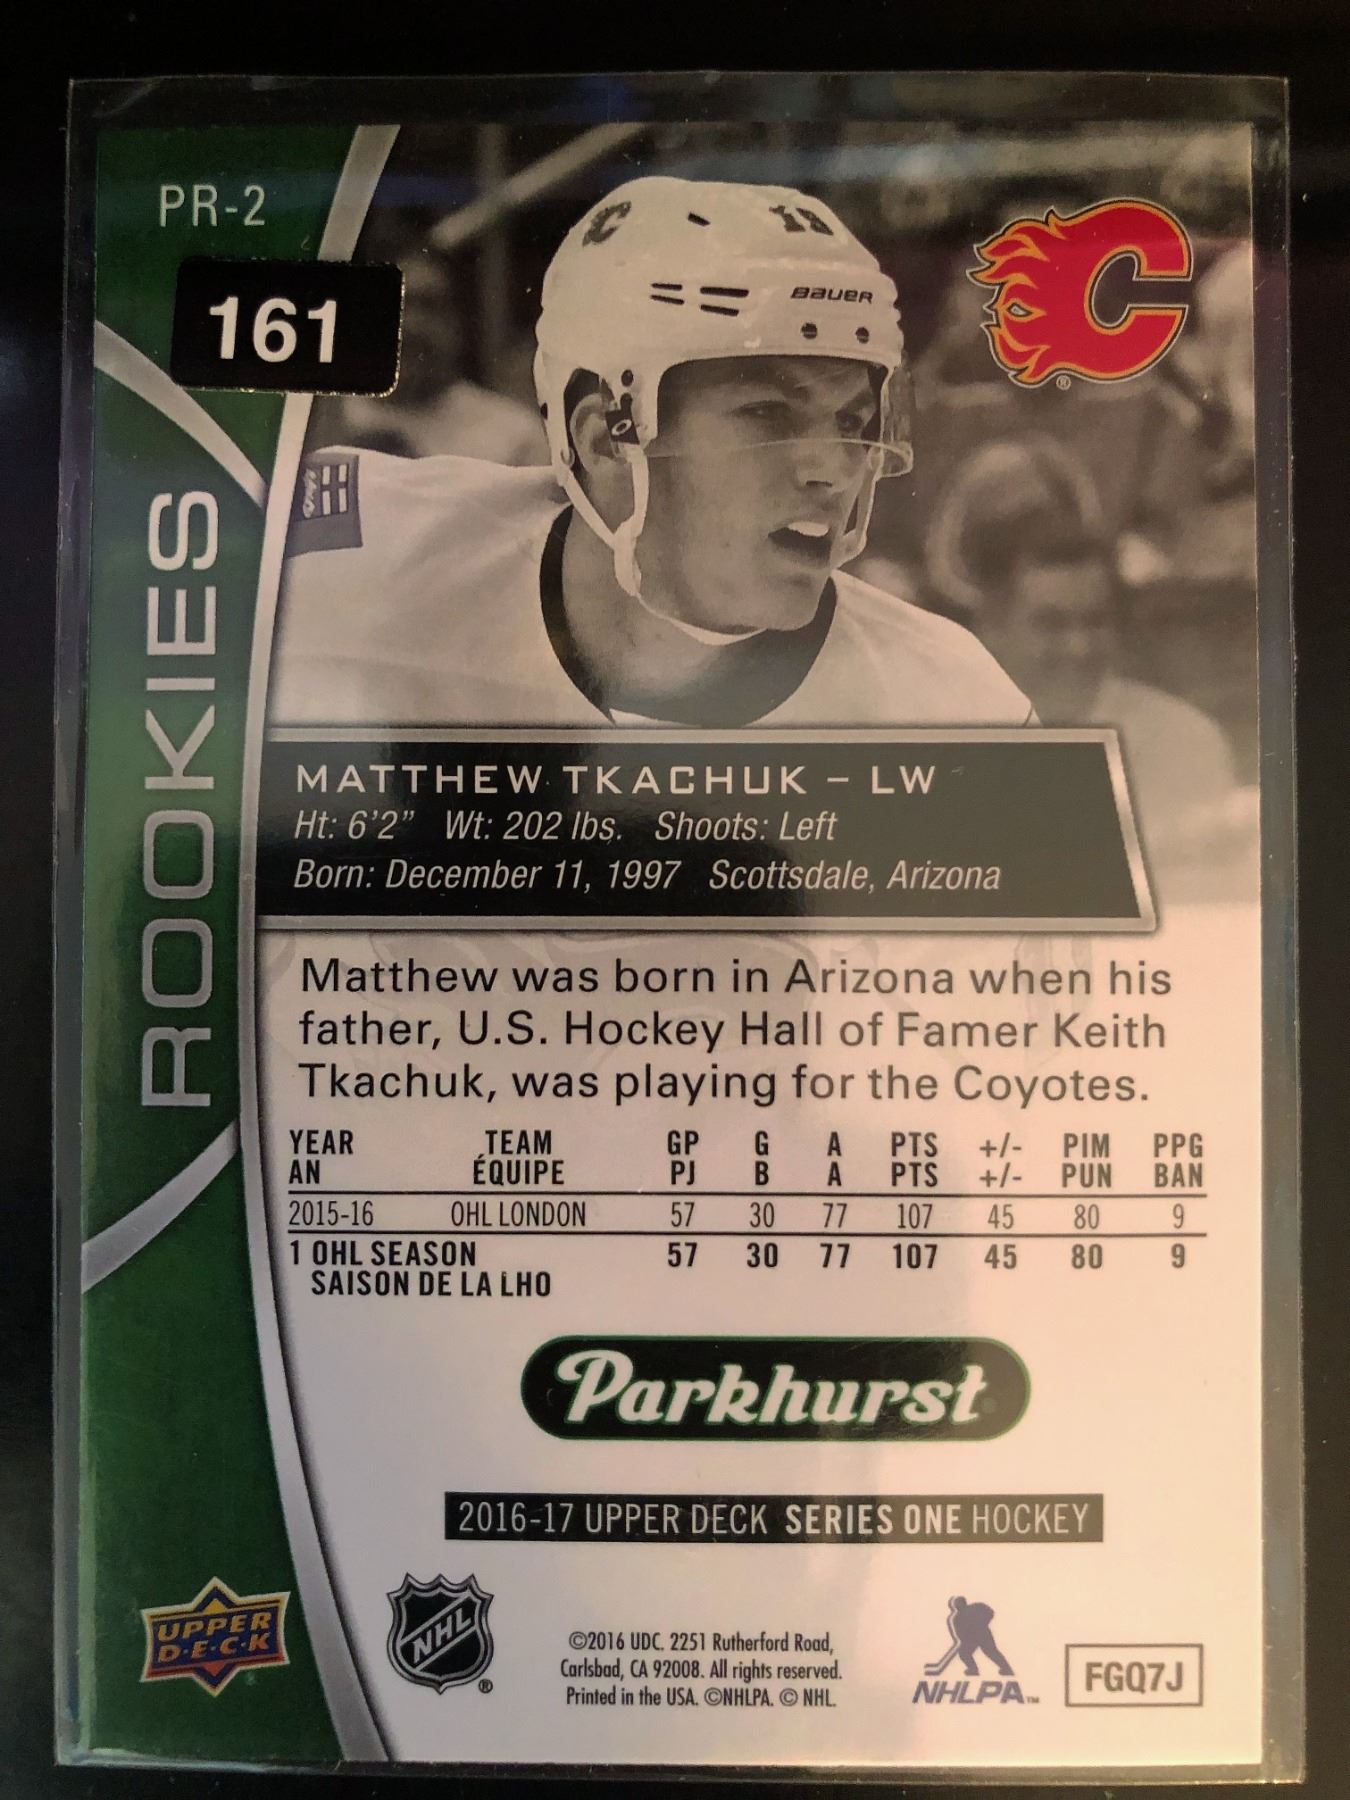 PR-2
161
ROOKIES
C
19
BAUER
C
®
MATTHEW TKACHUK – LW
Ht: 6'2" Wt: 202 lbs. Shoots: Left
Born: December 11, 1997 Scottsdale, Arizona
Matthew was born in Arizona when his
father, U.S. Hockey Hall of Famer Keith
Tkachuk, was playing for the Coyotes.
YEAR TEAM GP G A PTS +/- PIM PPG
AN ÉQUIPE PJ B A PTS +/- PUN BAN
2015-16 OHL LONDON 57 30 77 107 45 80 9
1 OHL SEASON 57 30 77 107 45 80 9
SAISON DE LA LHO
Parkhurst
2016-17 UPPER DECK SERIES ONE HOCKEY
UPPER
D·E·C·K
NHL ®
©2016 UDC. 2251 Rutherford Road,
Carlsbad, CA 92008. All rights reserved.
Printed in the USA. ©NHLPA. © NHL.
NHLPA™
FGQ7J